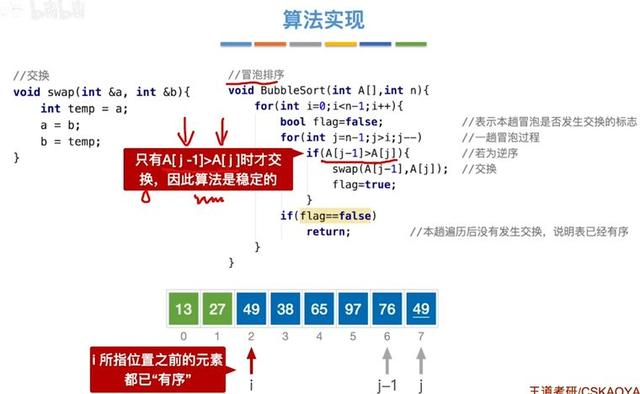 bilibili
算法实现
//交换
void swap(int &a, int &b){
int temp = a;
a = b;
b = temp;
}
//冒泡排序
void BubbleSort(int A[],int n){
for(int i=0;i<n-1;i++){
bool flag=false; //表示本趟冒泡是否发生交换的标志
for(int j=n-1;j>i;j--) //一趟冒泡过程
if(A[j-1]>A[j]){ //若为逆序
swap(A[j-1],A[j]); //交换
flag=true;
}
if(flag==false)
return; //本趟遍历后没有发生交换，说明表已经有序
}
}
只有A[j-1]>A[j]时才交
换，因此算法是稳定的
13 27 49 38 65 97 76 49
0 1 2 3 4 5 6 7
i 所指位置之前的元素
都已“有序”
i j-1 j
王道考研/CSKAOYA